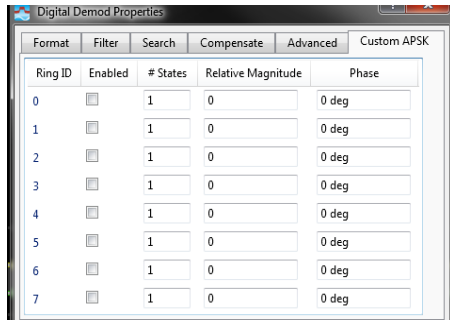 Digital Demod Properties
Format Filter Search Compensate Advanced Custom APSK
Ring ID Enabled # States Relative Magnitude Phase
0 1 0 0 deg
1 1 0 0 deg
2 1 0 0 deg
3 1 0 0 deg
4 1 0 0 deg
5 1 0 0 deg
6 1 0 0 deg
7 1 0 0 deg